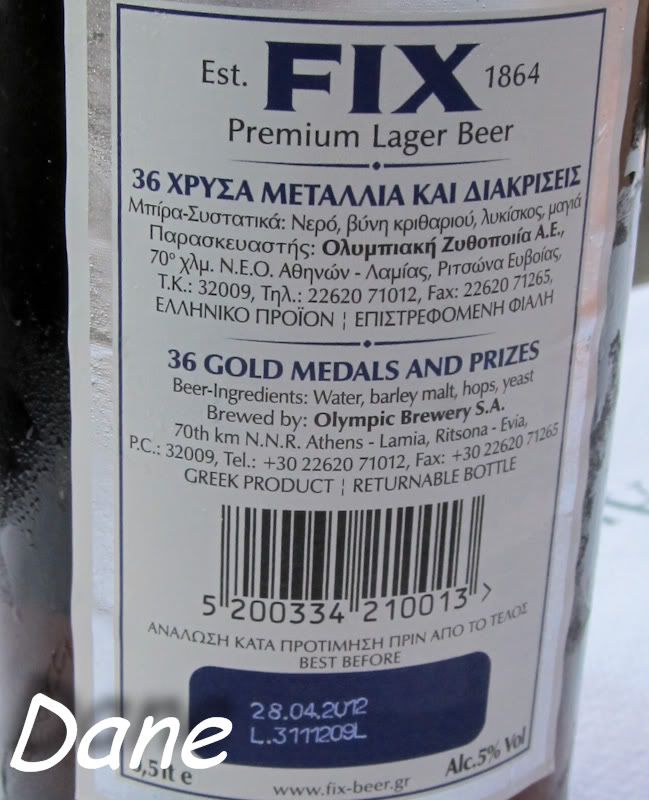 Est. FIX 1864
Premium Lager Beer
36 ΧΡΥΣΑ ΜΕΤΑΛΛΙΑ ΚΑΙ ΔΙΑΚΡΙΣΕΙΣ
Μπίρα-Συστατικά: Νερό, βύνη κριθαριού, λυκίσκος, μαγιά
Παρασκευαστής: Ολυμπιακή Ζυθοποιία Α.Ε.,
70° χλμ. Ν.Ε.Ο. Αθηνών - Λαμίας, Ριτσώνα Ευβοίας,
Τ.Κ.: 32009, Τηλ.: 22620 71012, Fax: 22620 71265,
ΕΛΛΗΝΙΚΟ ΠΡΟΪΟΝ ¦ ΕΠΙΣΤΡΕΦΟΜΕΝΗ ΦΙΑΛΗ
36 GOLD MEDALS AND PRIZES
Beer-Ingredients: Water, barley malt, hops, yeast
Brewed by: Olympic Brewery S.A.
70th km N.N.R. Athens - Lamia, Ritsona - Evia,
P.C.: 32009, Tel.: +30 22620 71012, Fax: +30 22620 71265
GREEK PRODUCT ¦ RETURNABLE BOTTLE
5 200334 210013 >
ΑΝΑΛΩΣΗ ΚΑΤΑ ΠΡΟΤΙΜΗΣΗ ΠΡΙΝ ΑΠΟ ΤΟ ΤΕΛΟΣ
BEST BEFORE
28.04.2012
L.3111209L
Dane
0,5lt e
www.fix-beer.gr
Alc.5% Vol